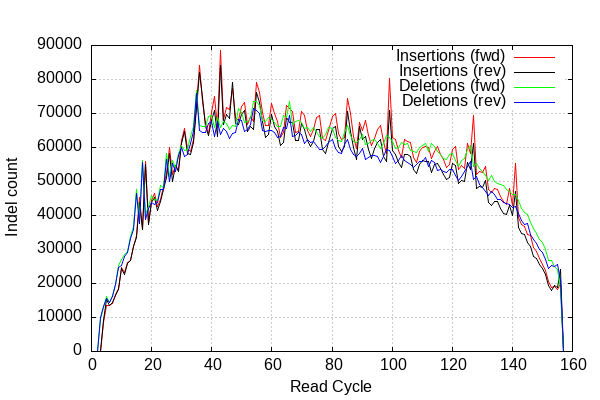 90000
80000
70000
60000
50000
40000
30000
20000
10000
0
Indel count
Insertions (fwd)
Insertions (rev)
Deletions (fwd)
Deletions (rev)
0 20 40 60 80 100 120 140 160
Read Cycle